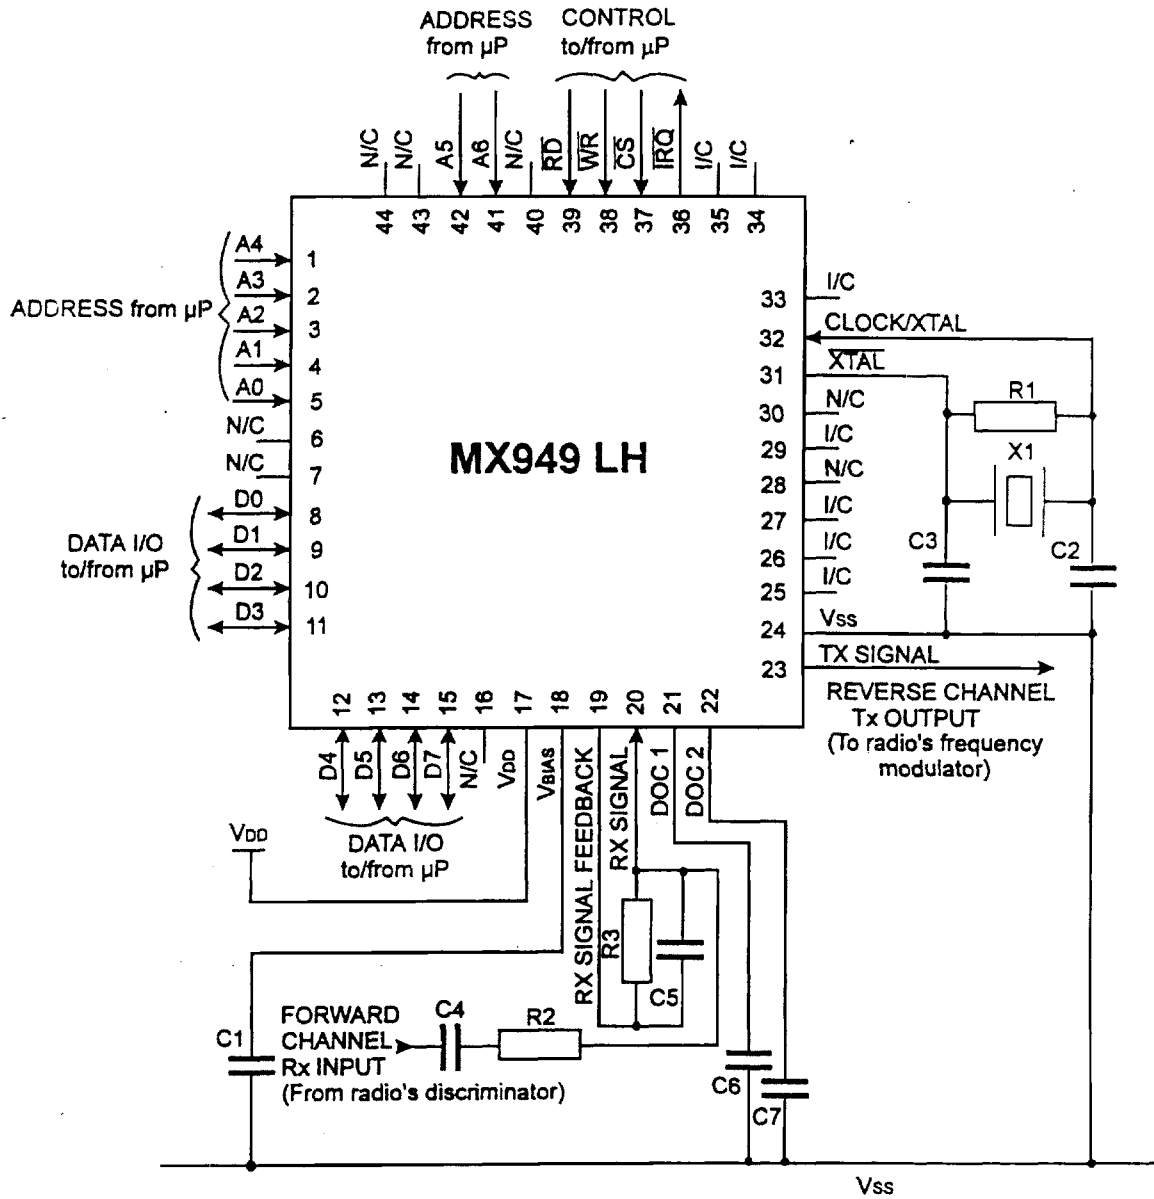 ADDRESS
from µP
CONTROL
to/from µP
N/C
N/C
A5
A6
N/C
RD
WR
CS
IRQ
I/C
I/C
44
43
42
41
40
39
38
37
36
35
34
ADDRESS from µP
A4
1
A3
2
A2
3
A1
4
A0
5
N/C
6
N/C
7
DATA I/O
to/from µP
D0
8
D1
9
D2
10
D3
11
MX949 LH
33
I/C
32
CLOCK/XTAL
31
XTAL
30
N/C
29
I/C
28
N/C
27
I/C
26
I/C
25
I/C
24
Vss
23
TX SIGNAL
R1
X1
C3
C2
REVERSE CHANNEL
Tx OUTPUT
(To radio's frequency
modulator)
12
13
14
15
16
17
18
19
20
21
22
D4
D5
D6
D7
N/C
VDD
VBIAS
RX SIGNAL FEEDBACK
RX SIGNAL
DOC 1
DOC 2
DATA I/O
to/from µP
VDD
R3
C5
C1
FORWARD
CHANNEL
Rx INPUT
(From radio's discriminator)
C4
R2
C6
C7
Vss